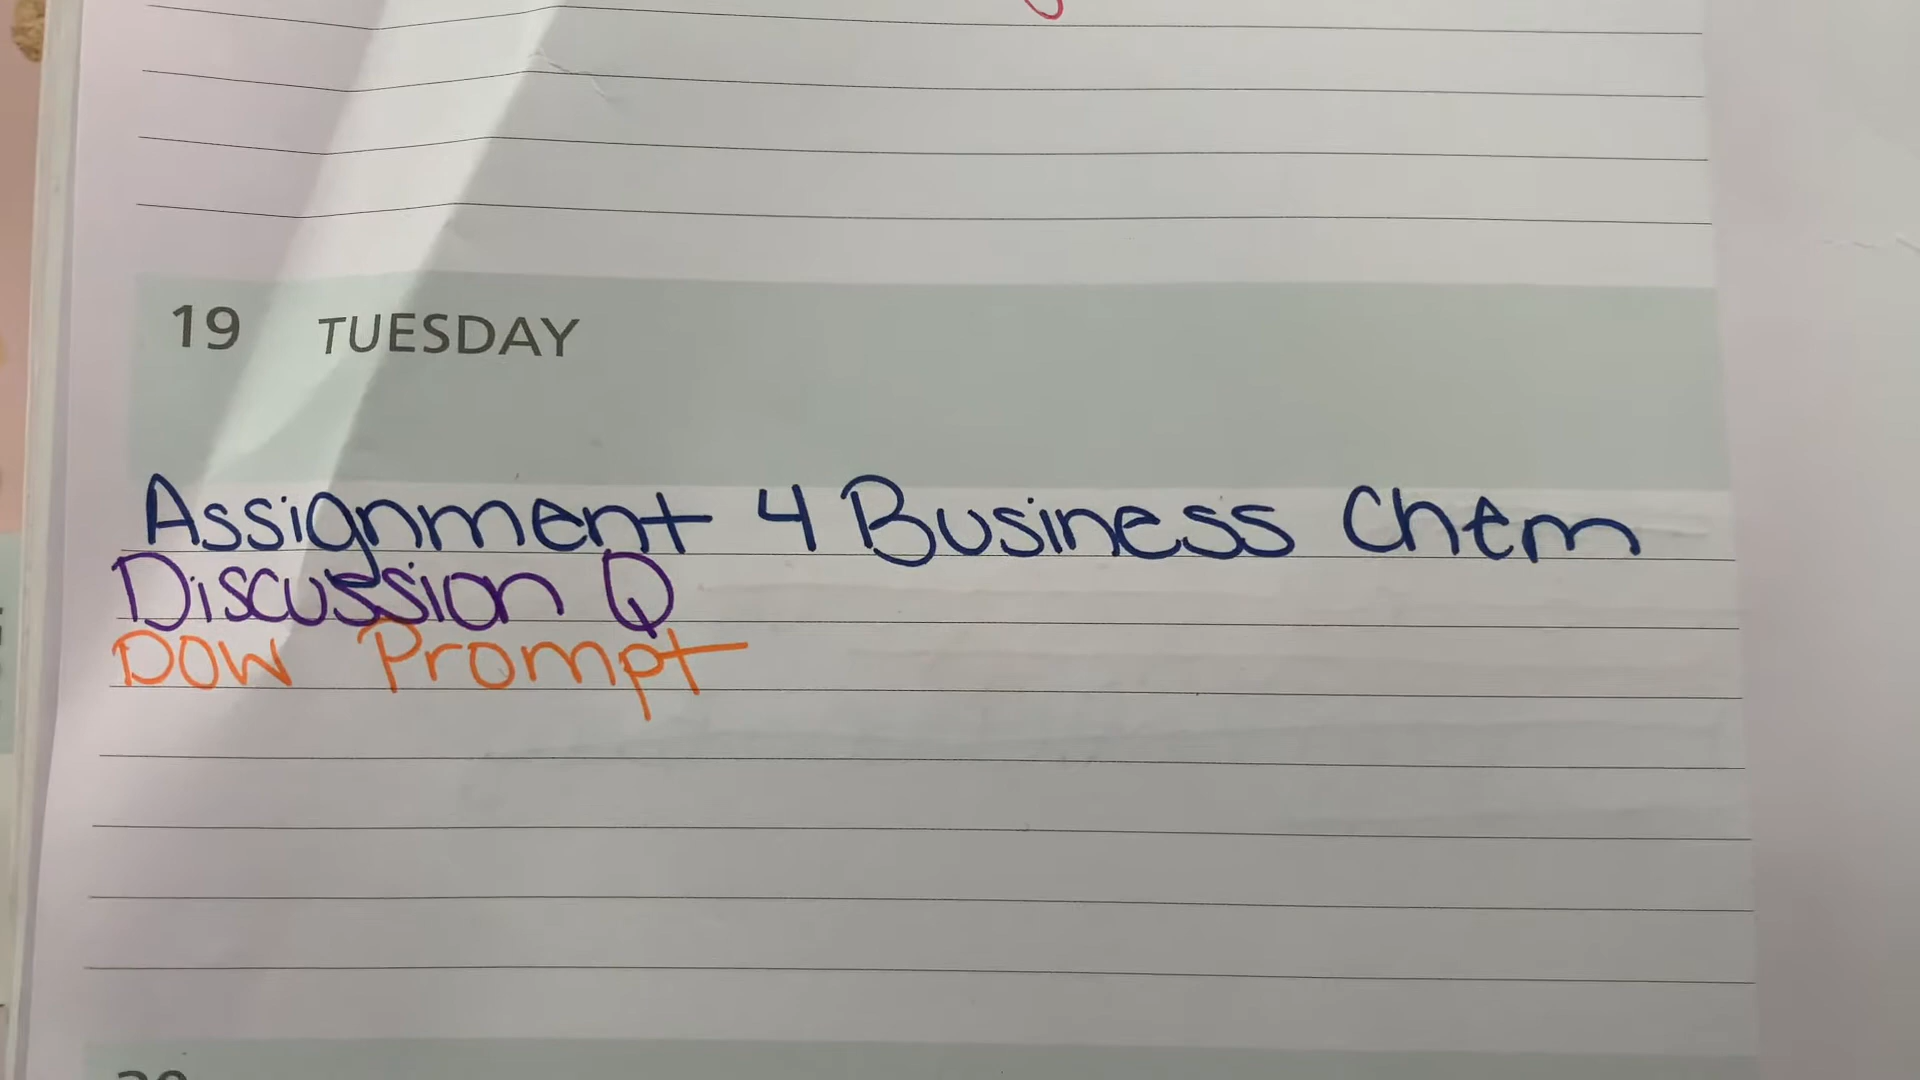 19 TUESDAY
Assignment 4 Business Chem
Discussion Q
DOW Prompt